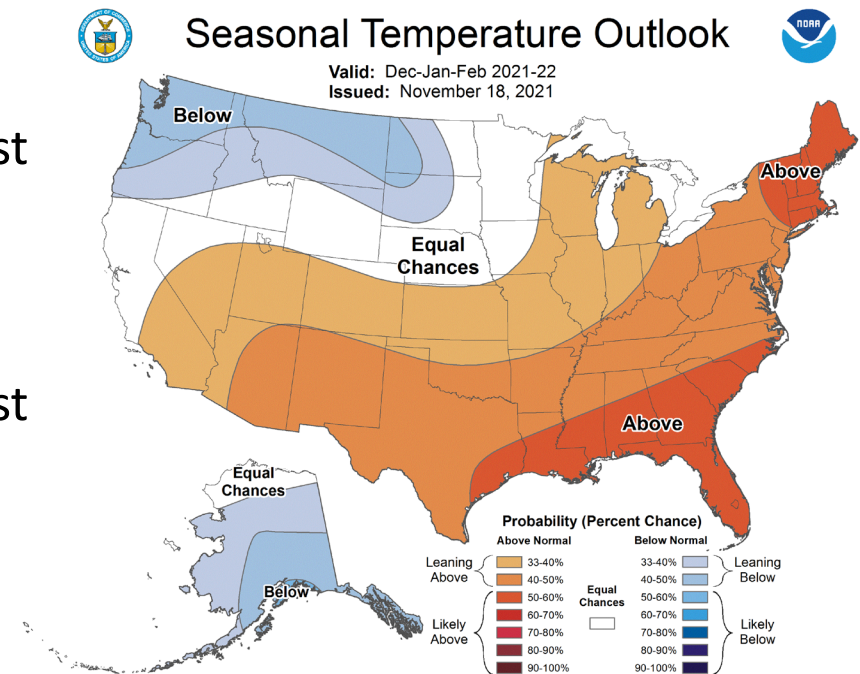 Seasonal Temperature Outlook
Valid: Dec-Jan-Feb 2021-22
Issued: November 18, 2021
NOAA
st
st
Below
Above
Equal
Chances
Above
Equal
Chances
Below
Probability (Percent Chance)
Above Normal
Below Normal
Leaning
Above
33-40%
40-50%
Likely
Above
50-60%
60-70%
70-80%
80-90%
90-100%
Equal
Chances
33-40%
40-50%
Leaning
Below
50-60%
60-70%
70-80%
80-90%
90-100%
Likely
Below